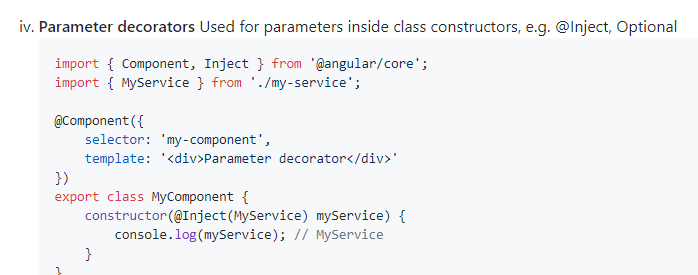 iv. Parameter decorators Used for parameters inside class constructors, e.g. @Inject, Optional
import { Component, Inject } from '@angular/core';
import { MyService } from './my-service';
@Component({
    selector: 'my-component',
    template: '<div>Parameter decorator</div>'
})
export class MyComponent {
    constructor(@Inject(MyService) myService) {
        console.log(myService); // MyService
    }
}